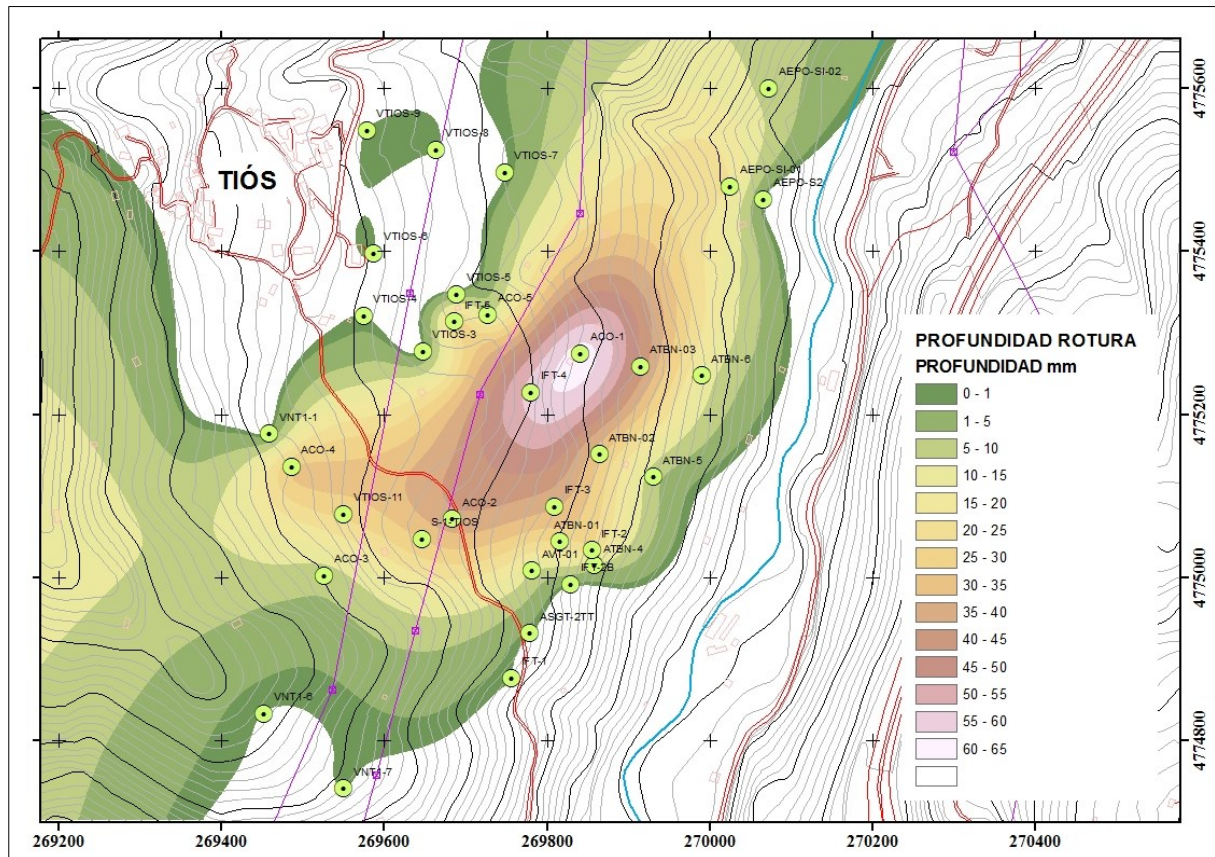 AEPO-SI-02
4775600
VTIOS-9
VTIOS-8
VTIOS-7
TIÓS
AEPO-SI-01
AEPO-S2
VTIOS-6
4775400
VTIOS-5
VTIOS-4
IFT-5
ACO-5
VTIOS-3
ACO-1
ATBN-03
ATBN-6
IFT-4
PROFUNDIDAD ROTURA
PROFUNDIDAD mm
0 - 1
1 - 5
5 - 10
10 - 15
15 - 20
20 - 25
25 - 30
30 - 35
35 - 40
40 - 45
45 - 50
50 - 55
55 - 60
60 - 65
VNT1-1
4775200
ACO-4
ATBN-02
ATBN-5
VTIOS-11
ACO-2
IFT-3
S-1-TIOS
ATBN-01
IFT-2
ATBN-4
AVT-01
IFT-2B
ACO-3
4775000
ASGT-2TT
IFT-1
VNT1-6
4774800
VNT1-7
269200 269400 269600 269800 270000 270200 270400